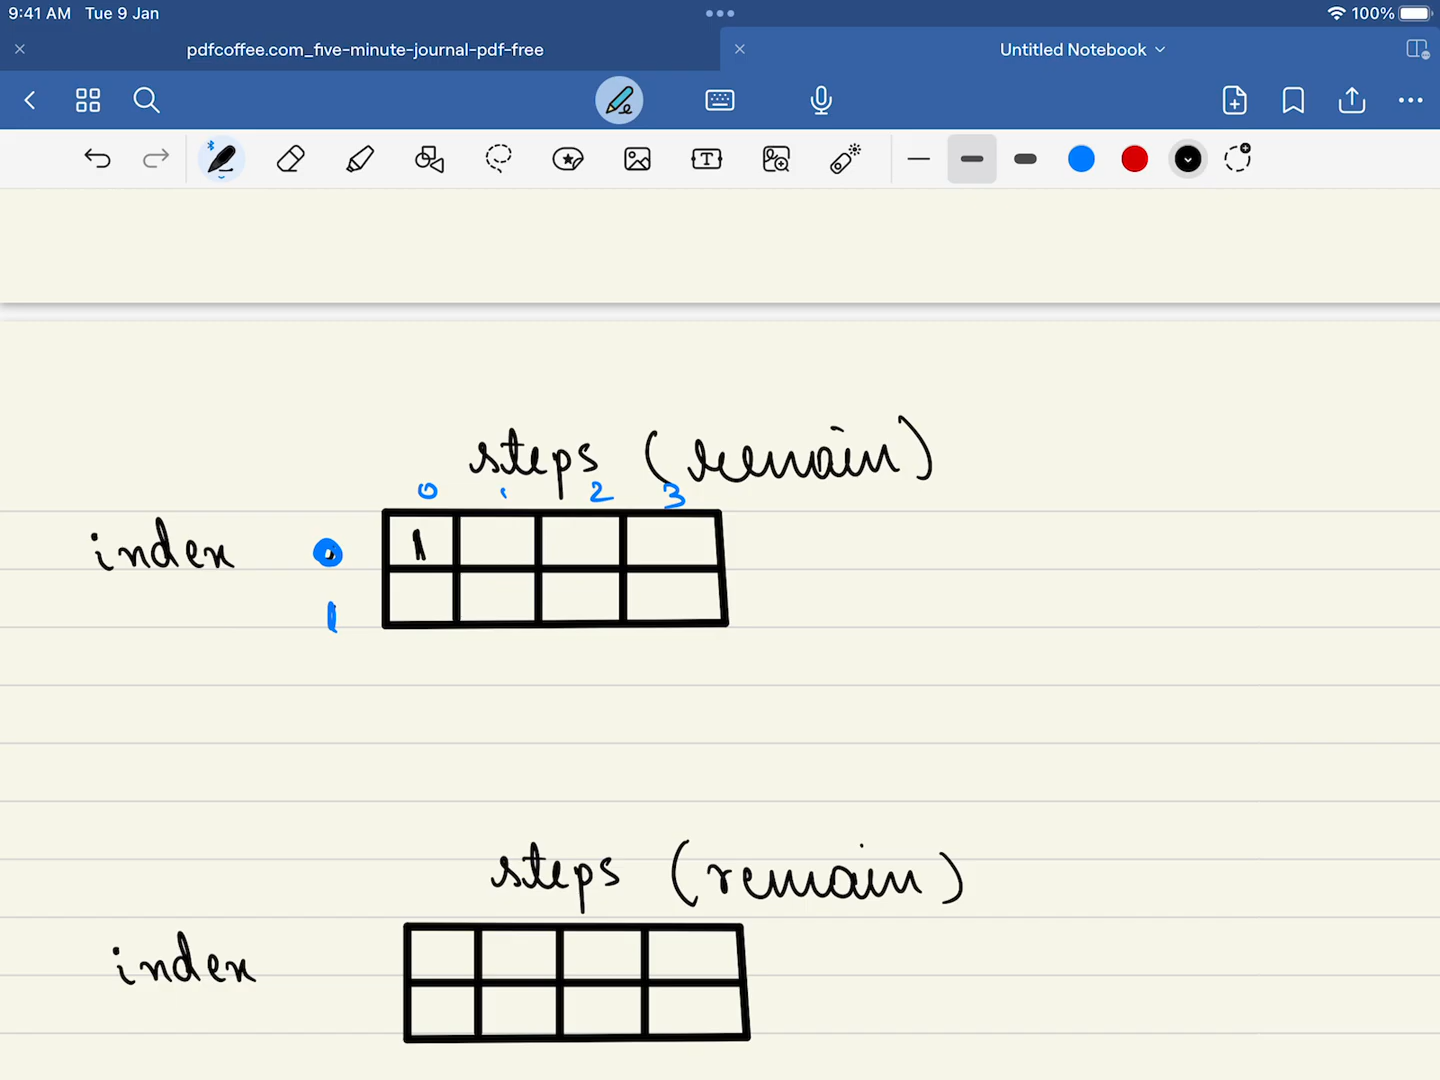 9:41 AM Tue 9 Jan 100%
pdfcoffee.com_five-minute-journal-pdf-free Untitled Notebook
T
steps (remain)
0 1 2 3
index 0 1
1
steps (remain)
index